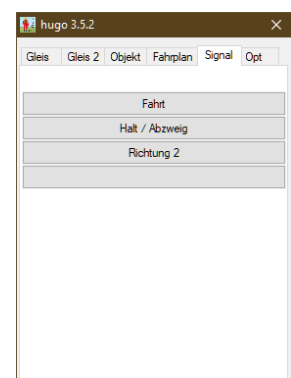 hugo 3.5.2
Gleis Gleis 2 Objekt Fahrplan Signal Opt
Fahrt
Halt / Abzweig
Richtung 2